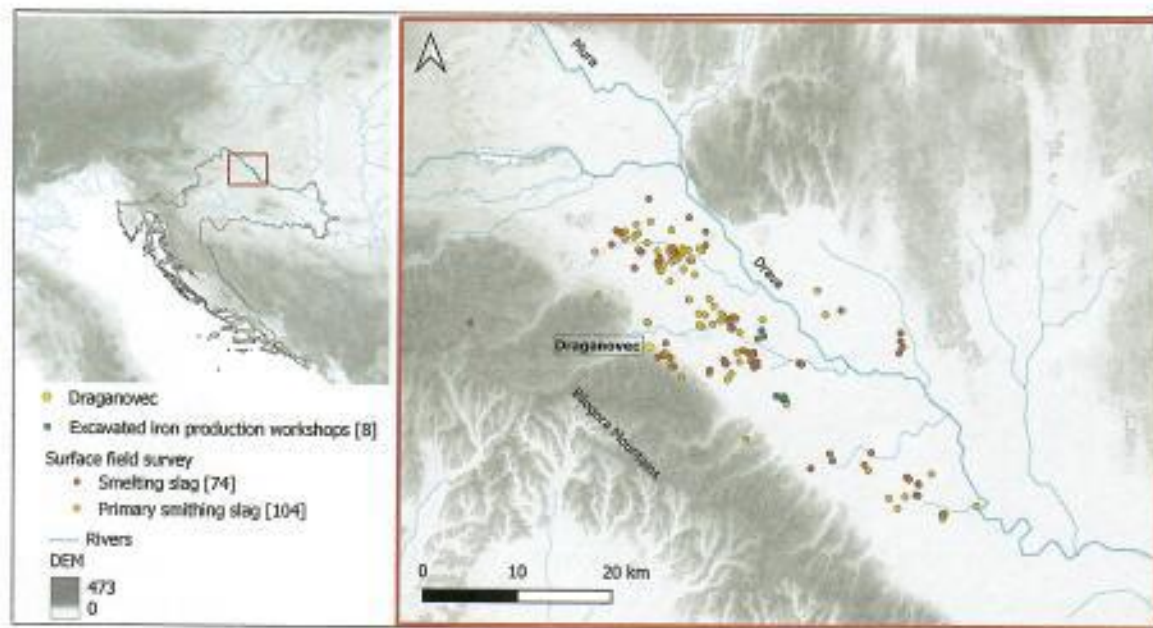 Draganovec
Excavated iron production workshops [8]
Surface field survey
Smelting slag [74]
Primary smithing slag [104]
Rivers
DEM
473
0
Mura
Drava
Draganovec
Bilogora Mountains
0 10 20 km